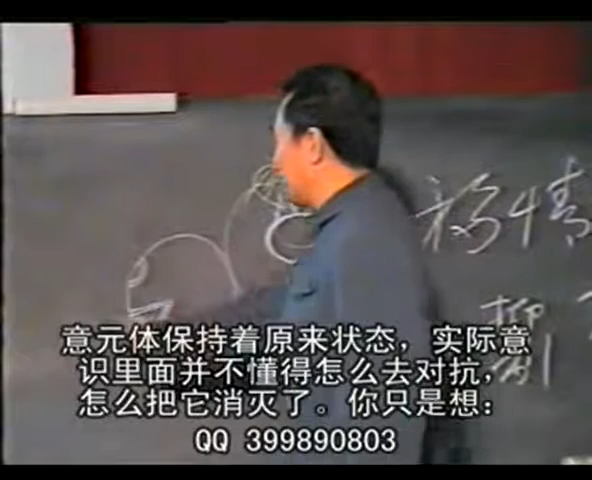 移情
意元体保持着原来状态，实际意
识里面并不懂得怎么去对抗，
怎么把它消灭了。你只是想：
QQ 399890803